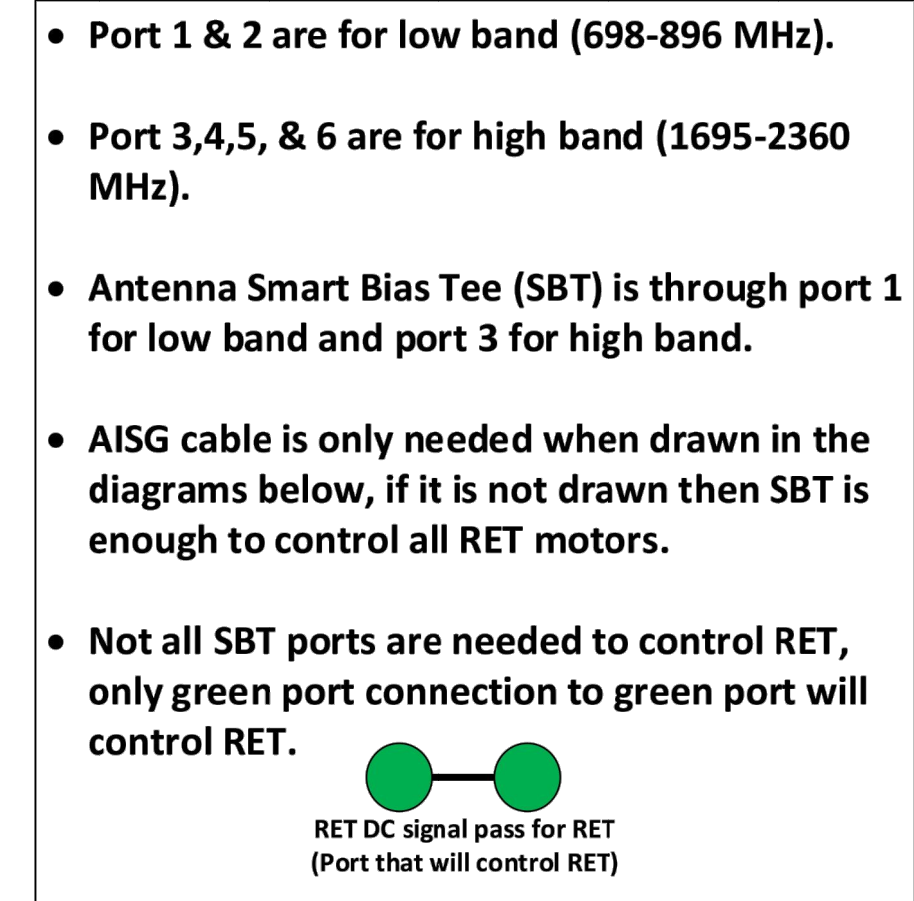 • Port 1 & 2 are for low band (698-896 MHz).
• Port 3,4,5, & 6 are for high band (1695-2360
MHz).
• Antenna Smart Bias Tee (SBT) is through port 1
for low band and port 3 for high band.
• AISG cable is only needed when drawn in the
diagrams below, if it is not drawn then SBT is
enough to control all RET motors.
• Not all SBT ports are needed to control RET,
only green port connection to green port will
control RET.
RET DC signal pass for RET
(Port that will control RET)